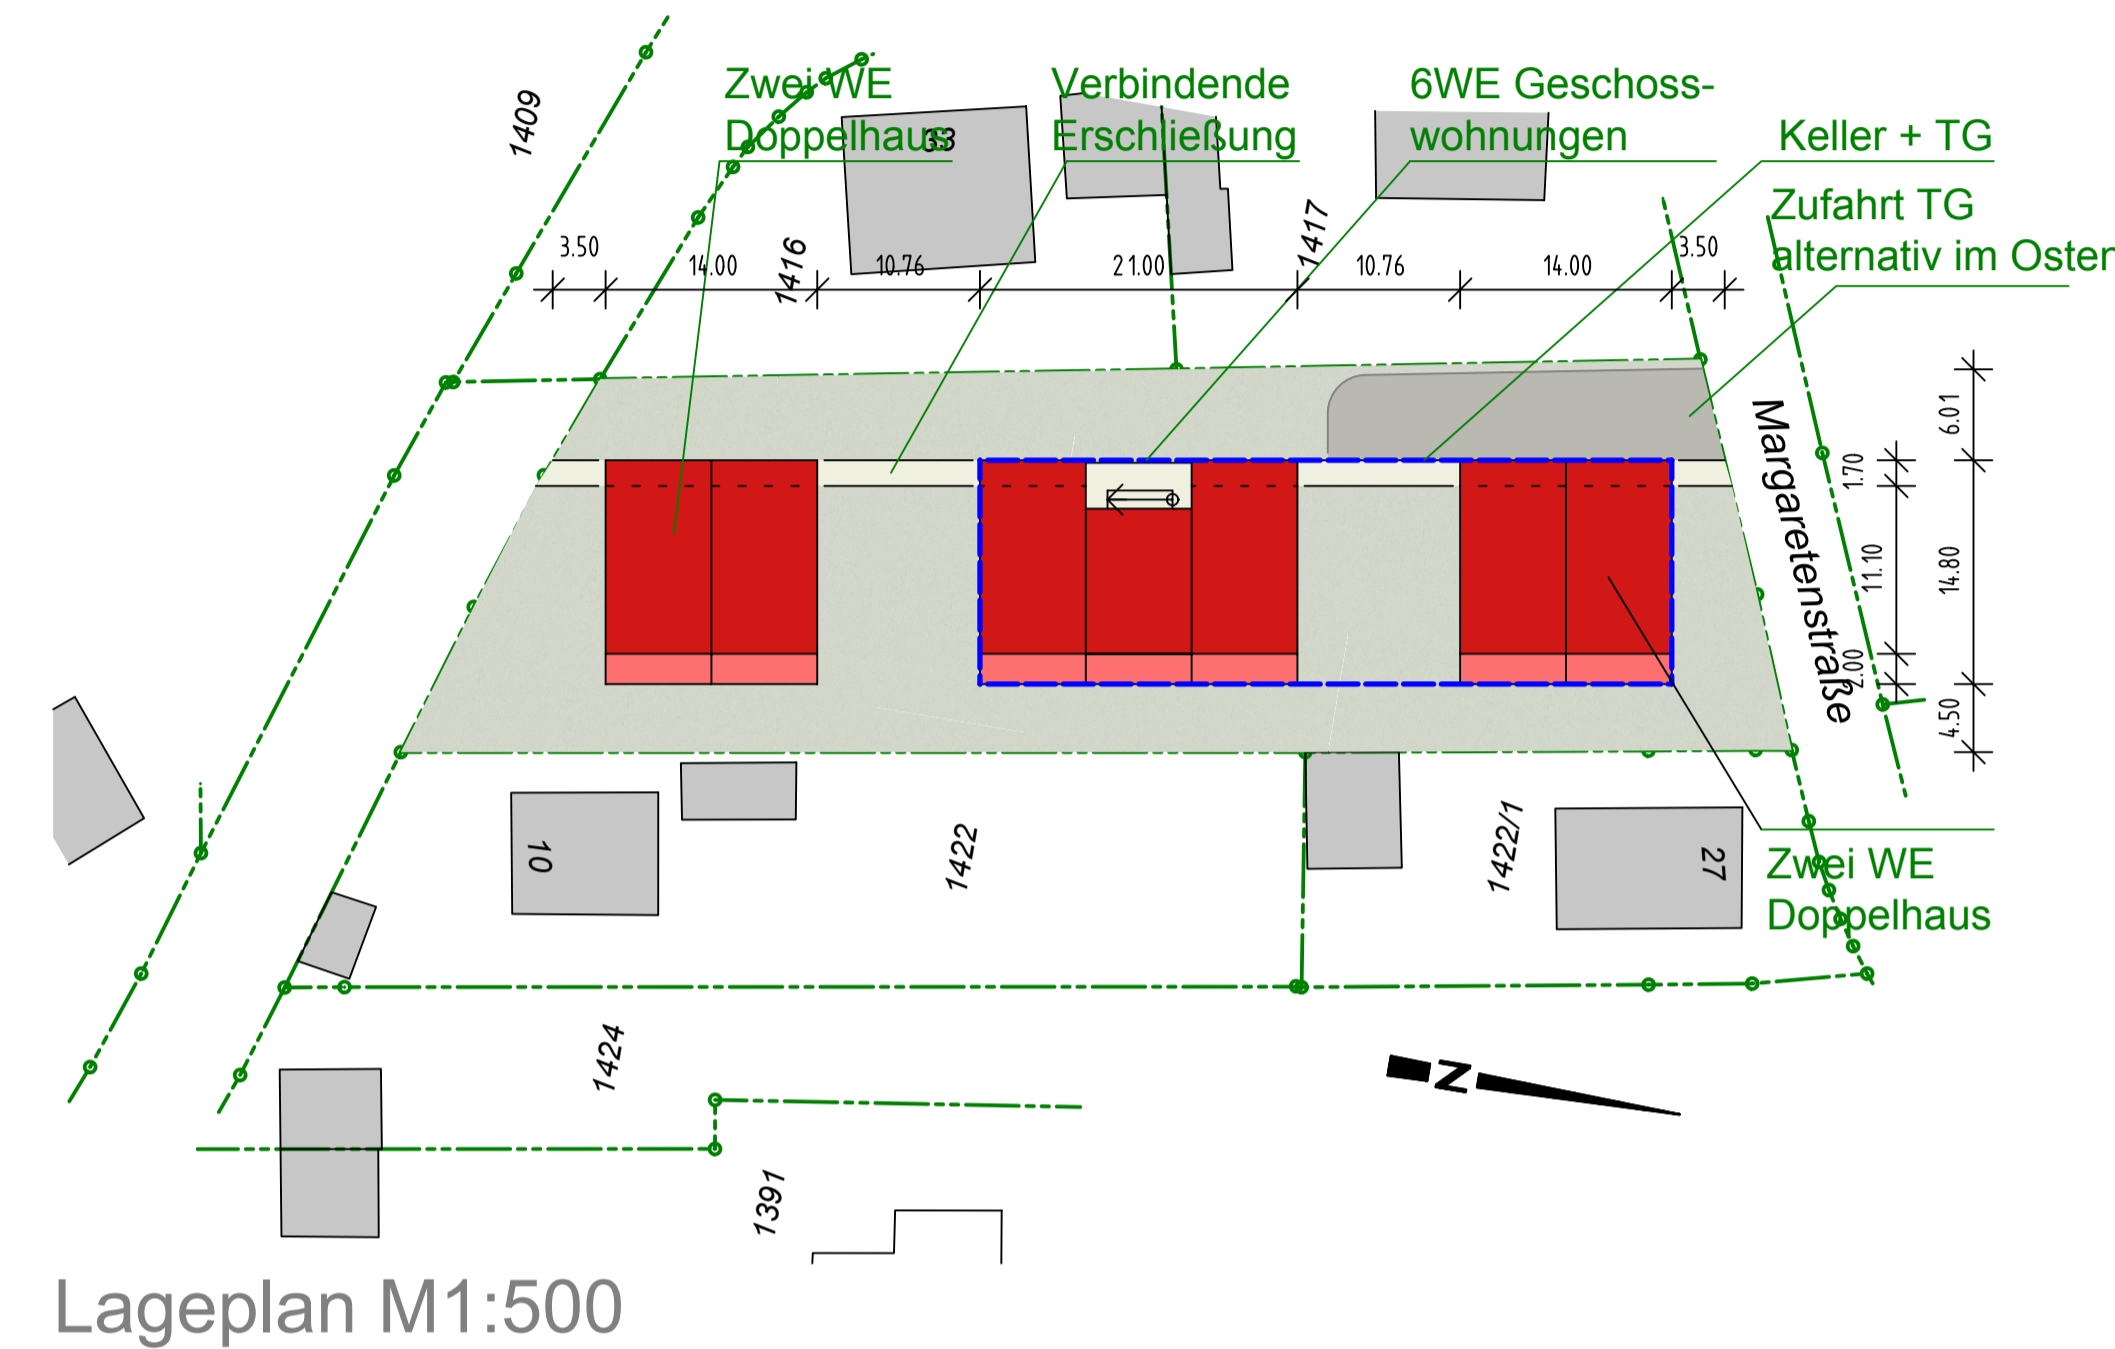 1409
Zwei WE
Doppelhaus
33
Verbindende
Erschließung
6WE Geschoss-
wohnungen
Keller + TG
Zufahrt TG
alternativ im Osten
3.50
14.00
1416
10.76
21.00
1417
10.76
14.00
3.50
6.01
1.70
11.10
14.80
2.00
4.50
Margaretenstraße
10
1422
1422/1
27
Zwei WE
Doppelhaus
1424
N
1391
Lageplan M1:500